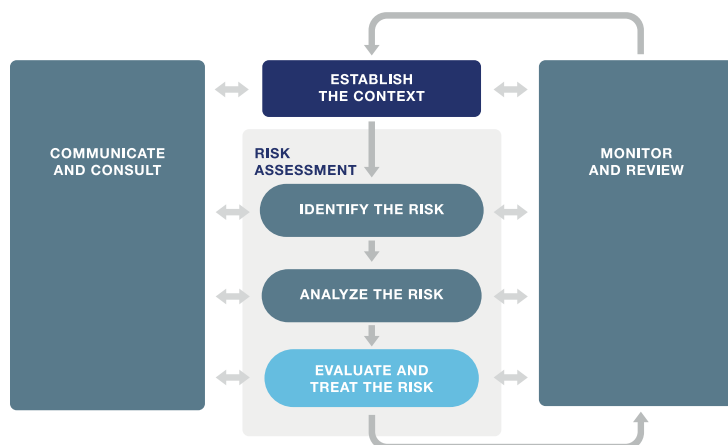 ESTABLISH
THE CONTEXT
COMMUNICATE
AND CONSULT
MONITOR
AND REVIEW
RISK
ASSESSMENT
IDENTIFY THE RISK
ANALYZE THE RISK
EVALUATE AND
TREAT THE RISK